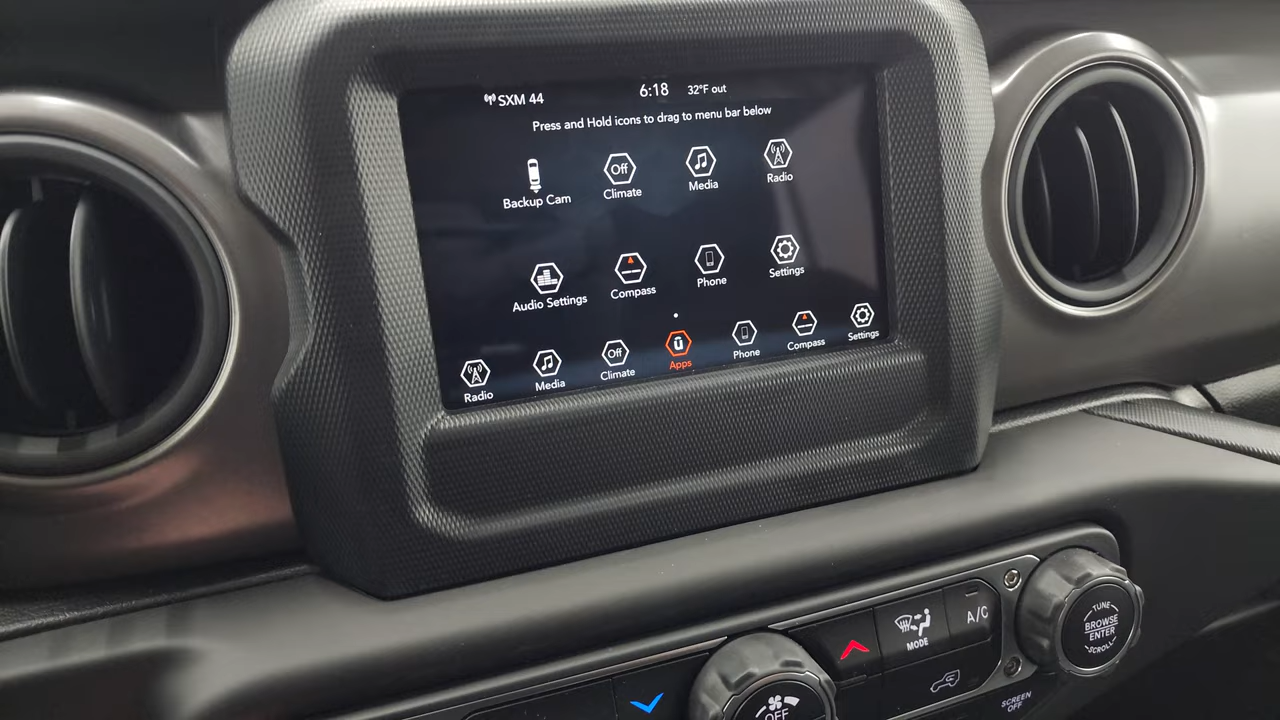 SXM 44 6:18 32°F out
Press and Hold icons to drag to menu bar below
Backup Cam Off Climate Media Radio
Audio Settings Compass Phone Settings
Radio Media Off Climate Apps Phone Compass Settings
MODE A/C
TUNE
BROWSE
ENTER
SCROLL
OFF
SCREEN
OFF